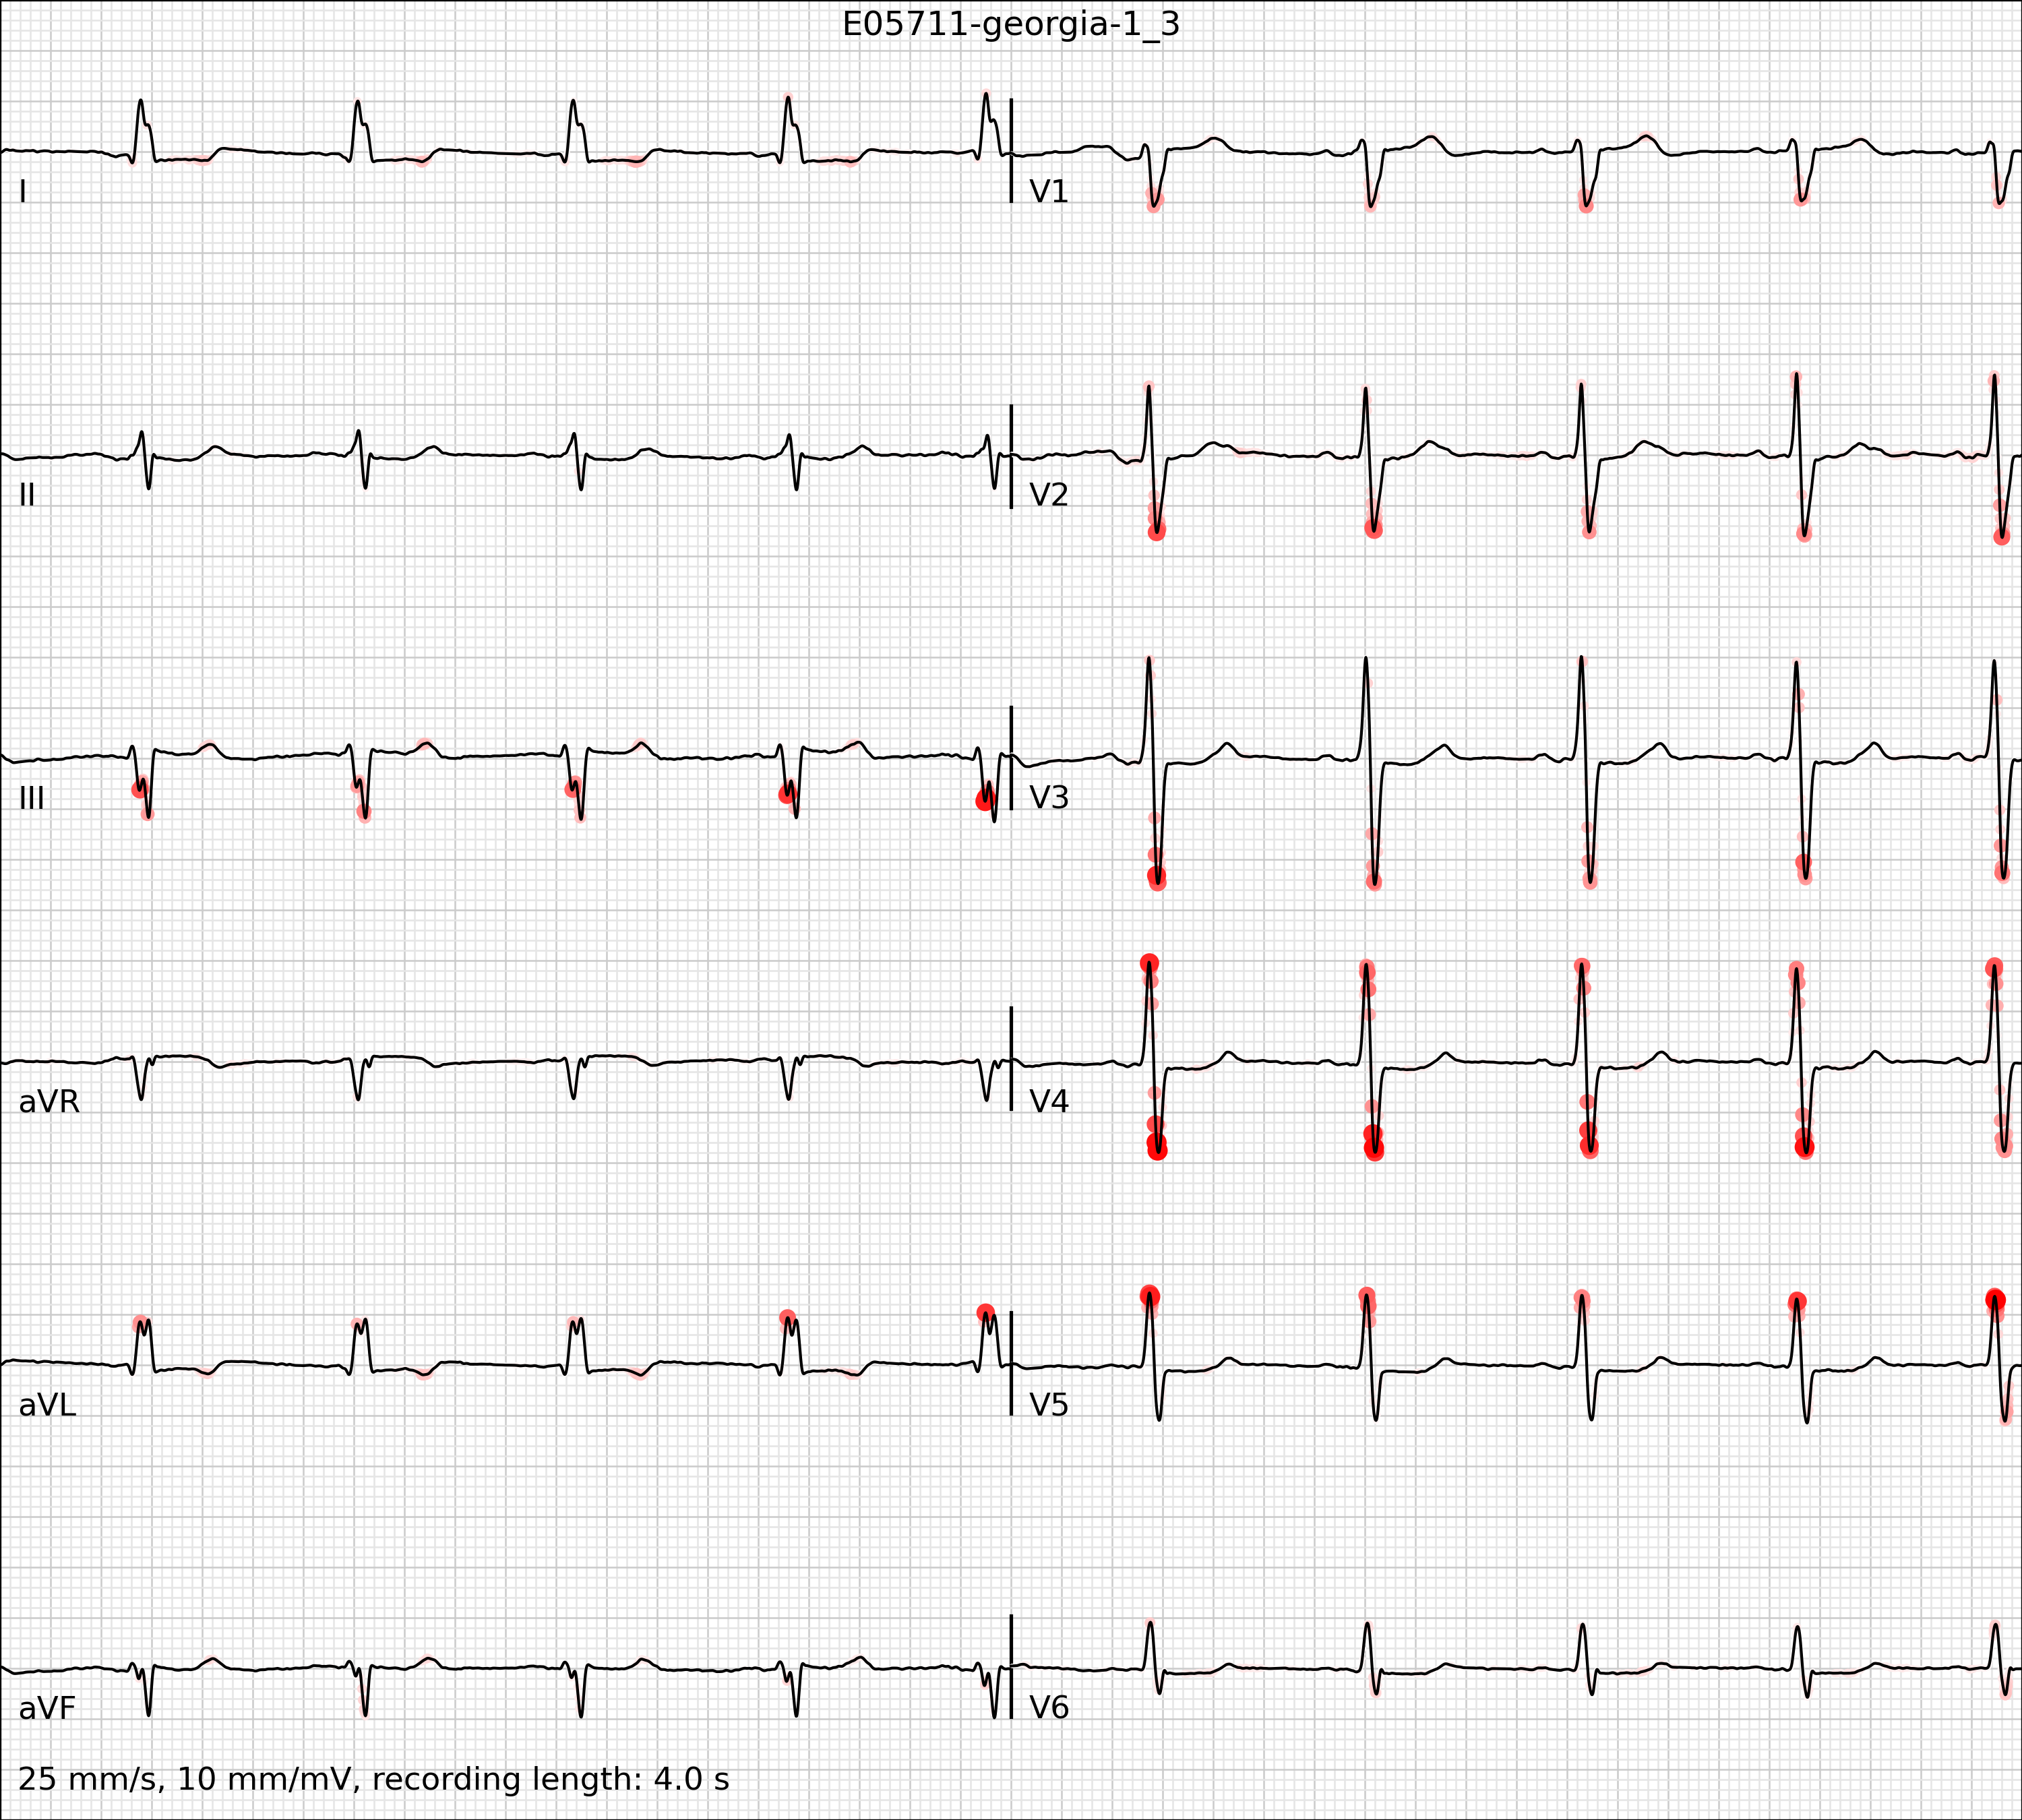 E05711-georgia-1_3
I
V1
II
V2
III
V3
aVR
V4
aVL
V5
aVF
V6
25 mm/s, 10 mm/mV, recording length: 4.0 s